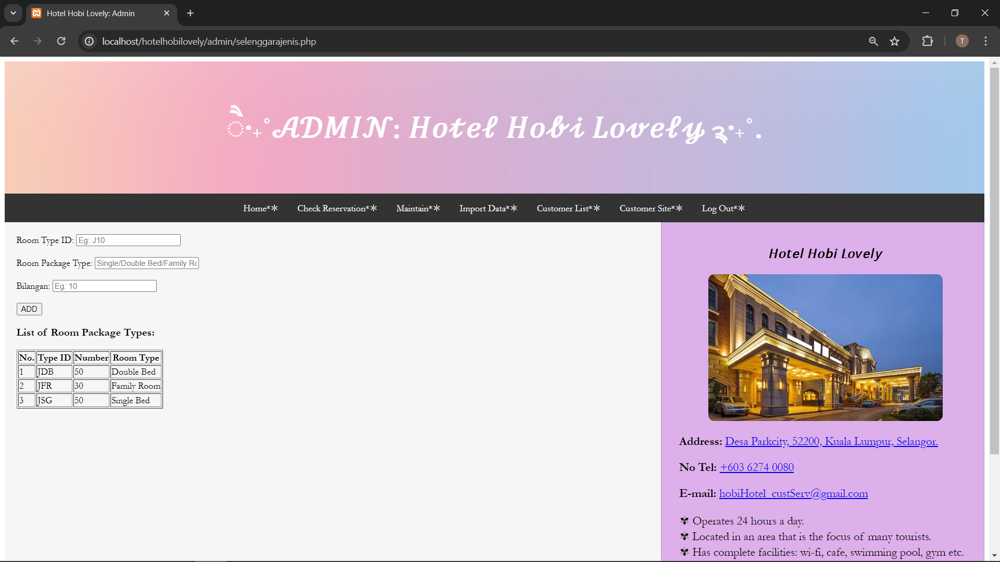 Hotel Hobi Lovely: Admin
localhost/hotelhobilovely/admin/selenggarajenis.php
T
ADMIN: Hotel Hobi Lovely
Home*✲ Check Reservation*✲ Maintain*✲ Import Data*✲ Customer List*✲ Customer Site*✲ Log Out*✲
Room Type ID: Eg: J10
Room Package Type: Single/Double Bed/Family Ro
Bilangan: Eg: 10
ADD
List of Room Package Types:
No. Type ID Number Room Type
1 JDB 50 Double Bed
2 JFR 30 Family Room
3 JSG 50 Single Bed
Hotel Hobi Lovely
Address: Desa Parkcity, 52200, Kuala Lumpur, Selangor.
No Tel: +603 6274 0080
E-mail: hobiHotel_custServ@gmail.com
✾ Operates 24 hours a day.
✾ Located in an area that is the focus of many tourists.
✾ Has complete facilities: wi-fi, cafe, swimming pool, gym etc.